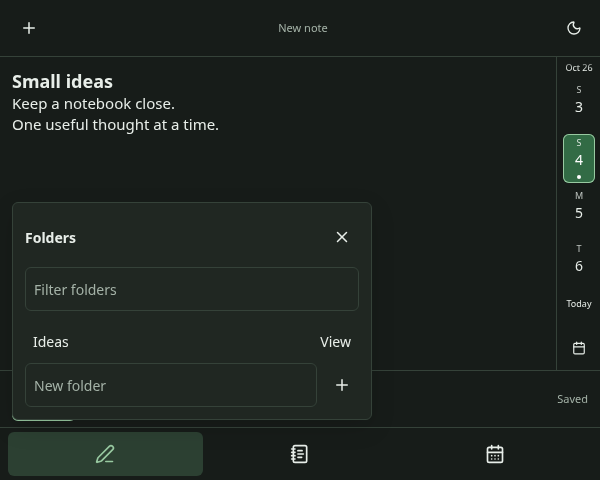 New note
Small ideas
Keep a notebook close.
One useful thought at a time.
Oct 26
S
3
S
4
M
5
T
6
Today
Folders
Filter folders
Ideas View
New folder
Saved